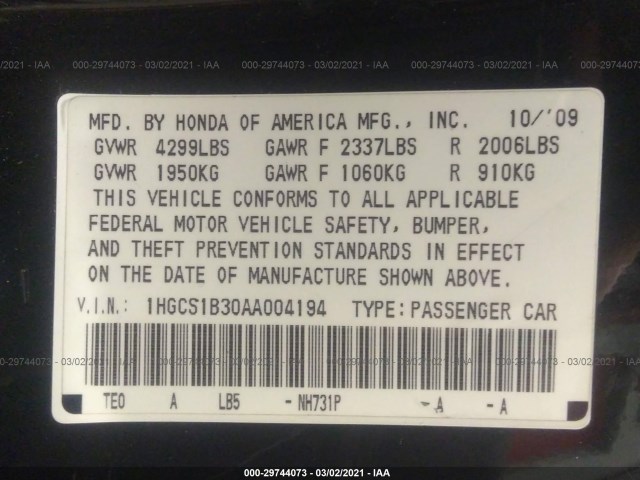 000-29744073 - 03/02/2021 - IAA
MFD. BY HONDA OF AMERICA MFG., INC. 10/'09
GVWR 4299LBS GAWR F 2337LBS R 2006LBS
GVWR 1950KG GAWR F 1060KG R 910KG
THIS VEHICLE CONFORMS TO ALL APPLICABLE
FEDERAL MOTOR VEHICLE SAFETY, BUMPER,
AND THEFT PREVENTION STANDARDS IN EFFECT
ON THE DATE OF MANUFACTURE SHOWN ABOVE.
V.I.N.: 1HGCS1B30AA004194 TYPE:PASSENGER CAR
TE0 A LB5 - NH731P - A - A
000-29744073 - 03/02/2021 - IAA